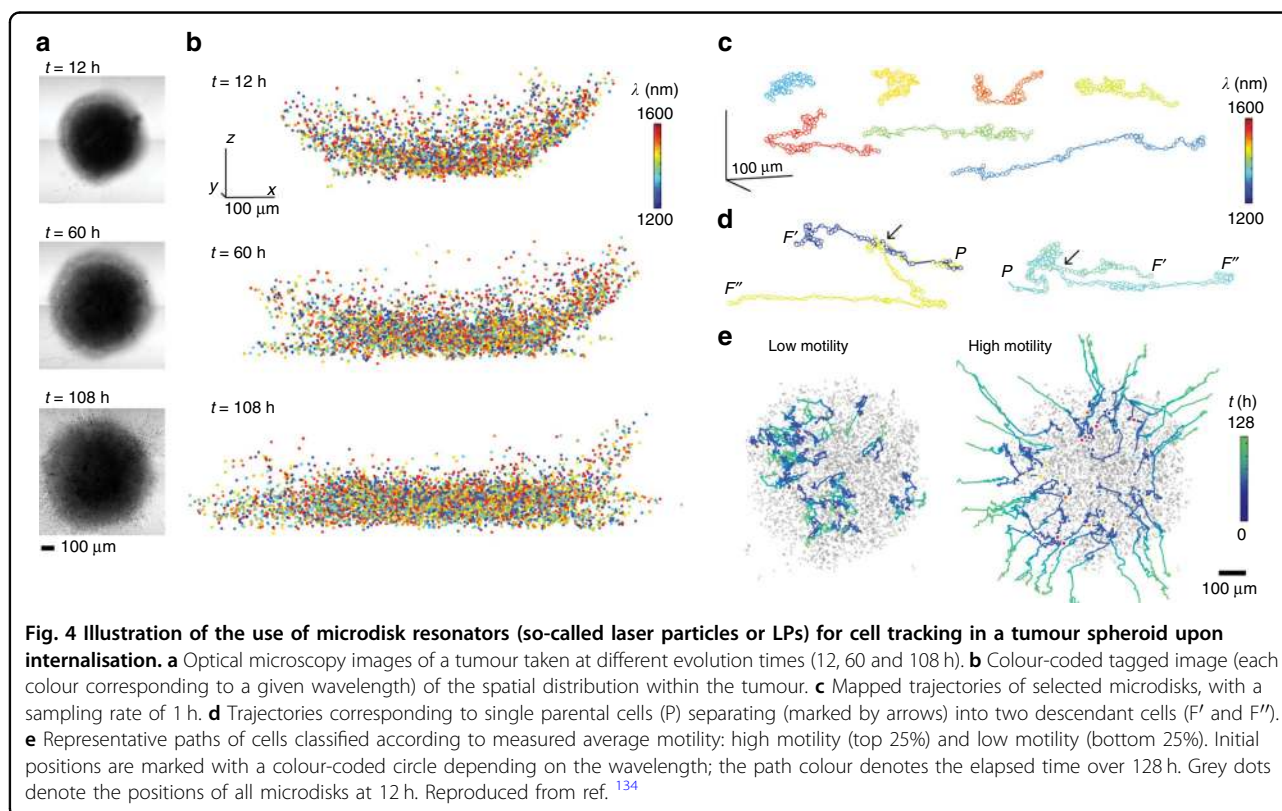 a
t = 12 h
t = 60 h
t = 108 h
100 μm
b
t = 12 h
z
y
x
100 μm
λ (nm)
1600
1200
t = 60 h
t = 108 h
c
λ (nm)
1600
1200
100 μm
d
F′
P
F″
P
F′
F″
e
Low motility
High motility
t (h)
128
0
100 μm
Fig. 4 Illustration of the use of microdisk resonators (so-called laser particles or LPs) for cell tracking in a tumour spheroid upon
internalisation. a Optical microscopy images of a tumour taken at different evolution times (12, 60 and 108 h). b Colour-coded tagged image (each
colour corresponding to a given wavelength) of the spatial distribution within the tumour. c Mapped trajectories of selected microdisks, with a
sampling rate of 1 h. d Trajectories corresponding to single parental cells (P) separating (marked by arrows) into two descendant cells (F′ and F″).
e Representative paths of cells classified according to measured average motility: high motility (top 25%) and low motility (bottom 25%). Initial
positions are marked with a colour-coded circle depending on the wavelength; the path colour denotes the elapsed time over 128 h. Grey dots
denote the positions of all microdisks at 12 h. Reproduced from ref. 134